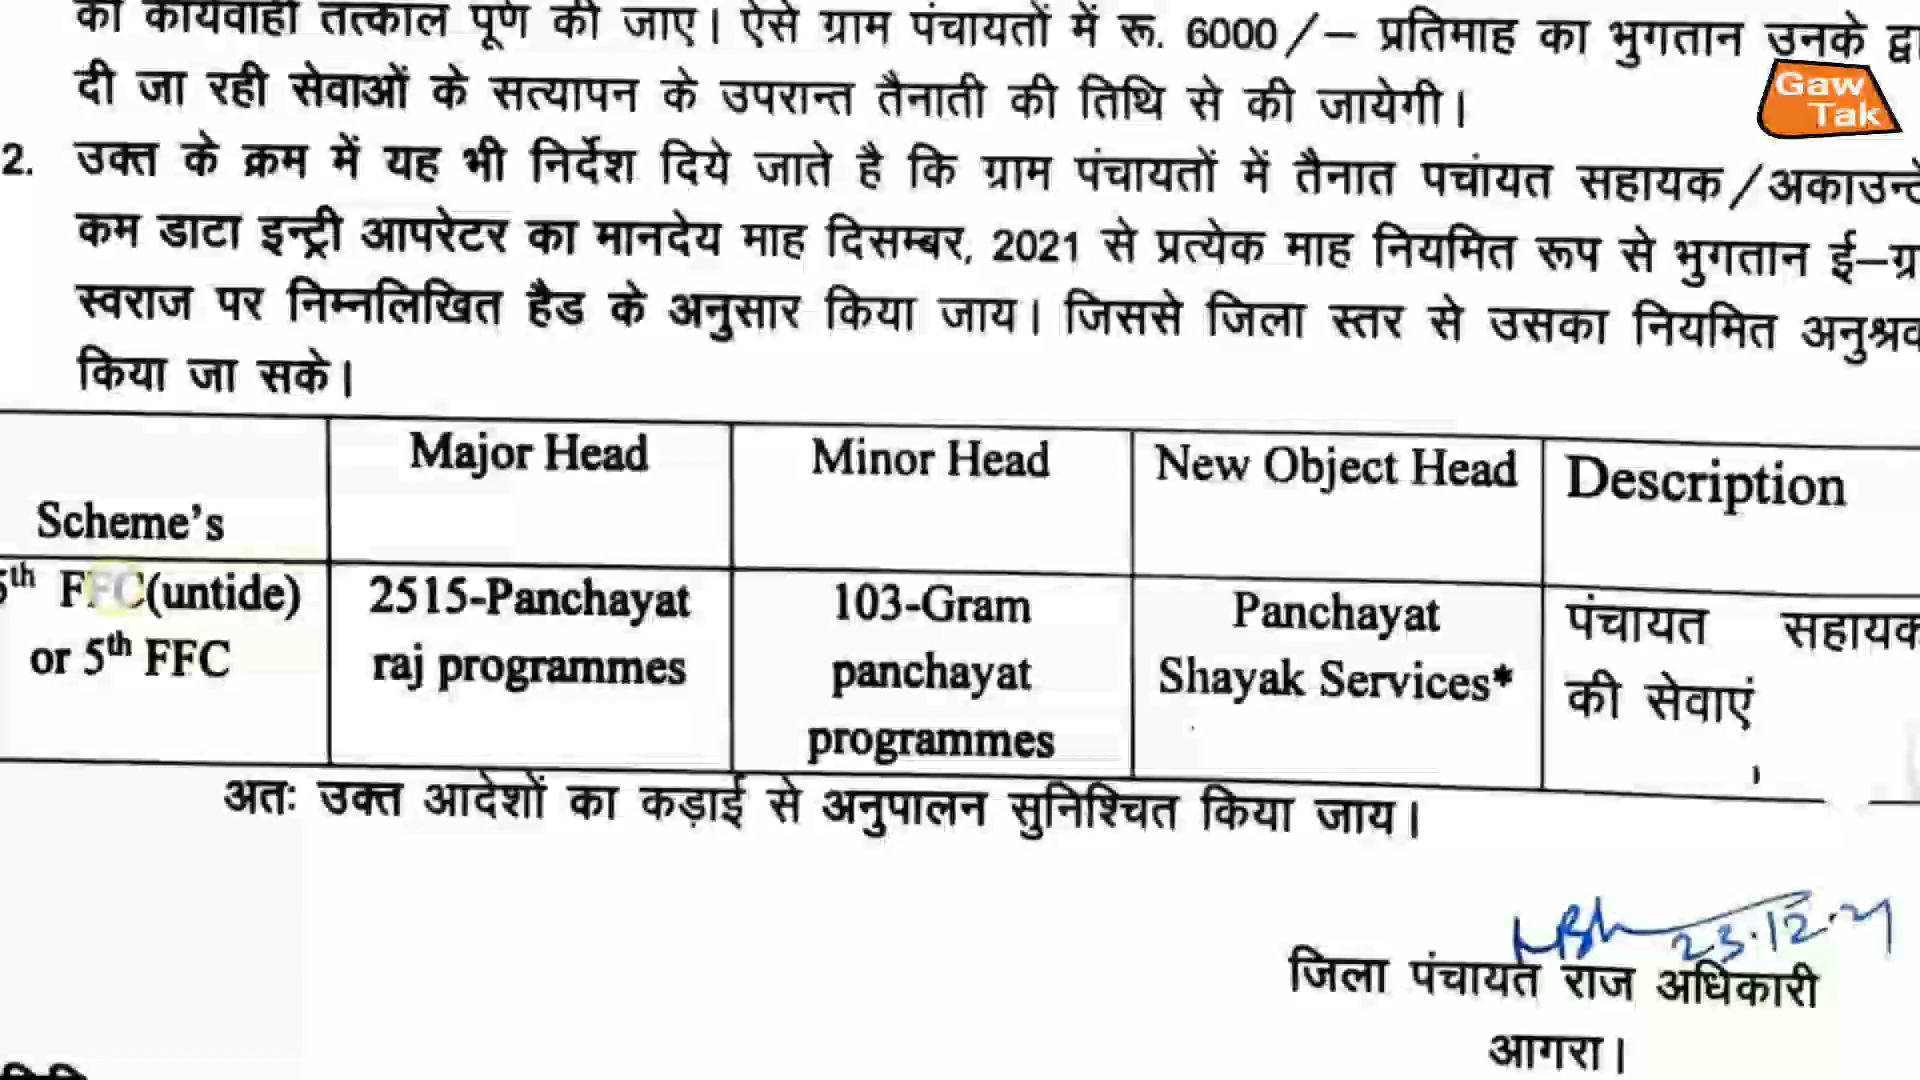 की कार्यवाही तत्काल पूर्ण की जाए। ऐसे ग्राम पंचायतों में रू. 6000/– प्रतिमाह का भुगतान उनके
दी जा रही सेवाओं के सत्यापन के उपरान्त तैनाती की तिथि से की जायेगी।
Gaw
Tak
2. उक्त के क्रम में यह भी निर्देश दिये जाते है कि ग्राम पंचायतों में तैनात पचांयत सहायक/
कम डाटा इन्ट्री आपरेटर का मानदेय माह दिसम्बर, 2021 से प्रत्येक माह नियमित रूप से भुगतान
स्वराज पर निम्नलिखित हैड के अनुसार किया जाय। जिससे जिला स्तर से उसका नियमित
किया जा सके।
Scheme's
Major Head
Minor Head
New Object Head
Description
5th FFC(untide)
or 5th FFC
2515-Panchayat
raj programmes
103-Gram
panchayat
programmes
Panchayat
Shayak Services*
पंचायत सहायक
की सेवाएं
अतः उक्त आदेशों का कड़ाई से अनुपालन सुनिश्चित किया जाय।
23.12.21
जिला पंचायत राज अधिकारी
आगरा।